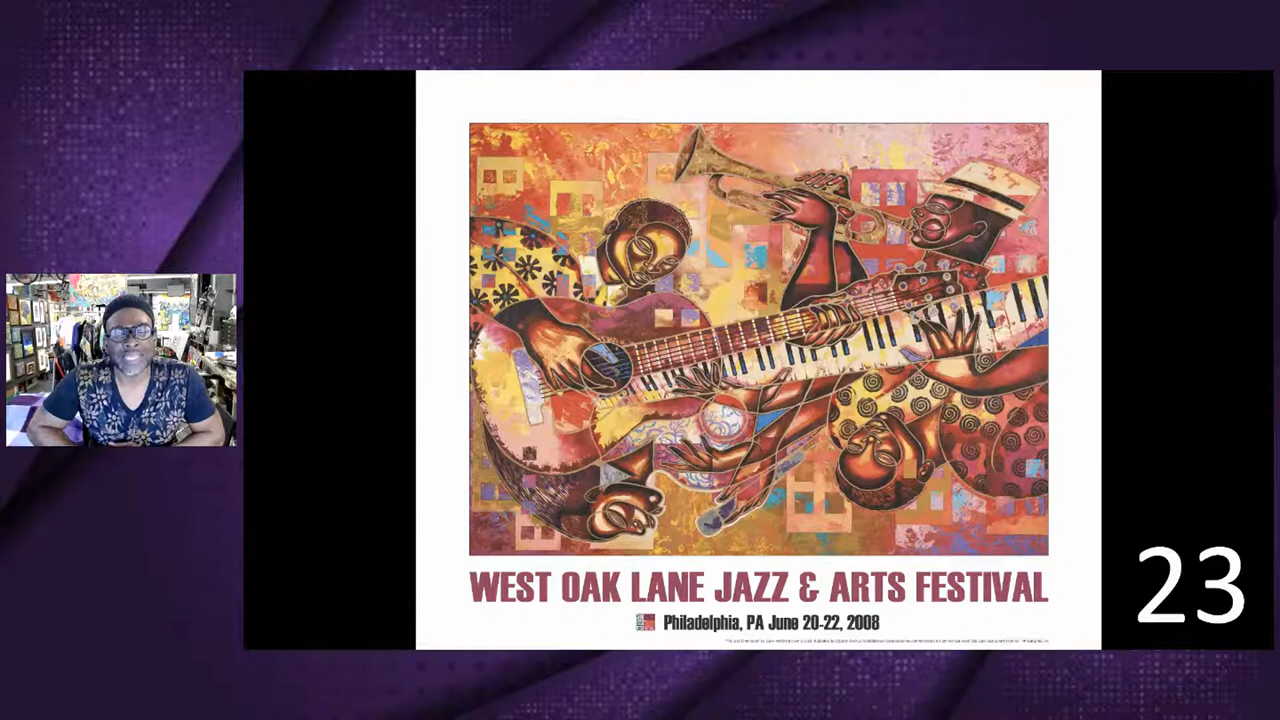 WEST OAK LANE JAZZ & ARTS FESTIVAL
Philadelphia, PA June 20-22, 2008
23